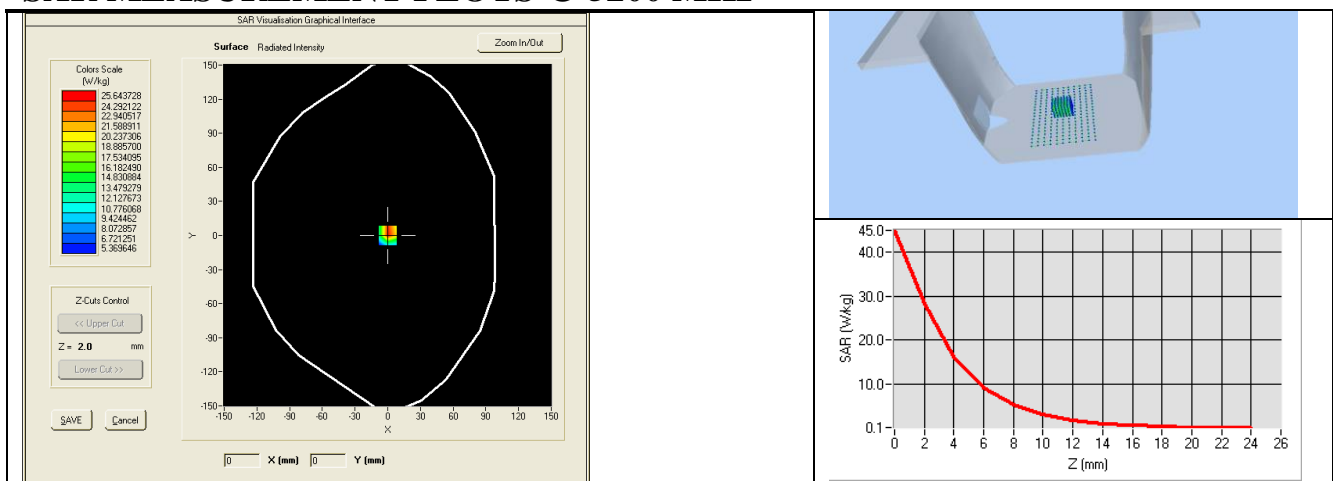 SAR MEASUREMENT PLOTS @
SAR Visualisation Graphical Interface
Surface Radiated Intensity
Zoom In/Out
Colors Scale
(W/kg)
25.643728
24.292122
22.940517
21.588911
20.237306
18.885700
17.534095
16.182490
14.830884
13.479279
12.127673
10.776068
9.424462
8.072857
6.721251
5.369646
Z-Cuts Control
<< Upper Cut
Z = 2.0 mm
Lower Cut >>
SAVE Cancel
150
120
90
60
30
0
-30
-60
-90
-120
-150
Y
-150 -120 -90 -60 -30 0 30 60 90 120 150
X
0 X (mm) 0 Y (mm)
45.0
40.0
30.0
20.0
10.0
0.1
SAR (W/kg)
0 2 4 6 8 10 12 14 16 18 20 22 24 26
Z (mm)